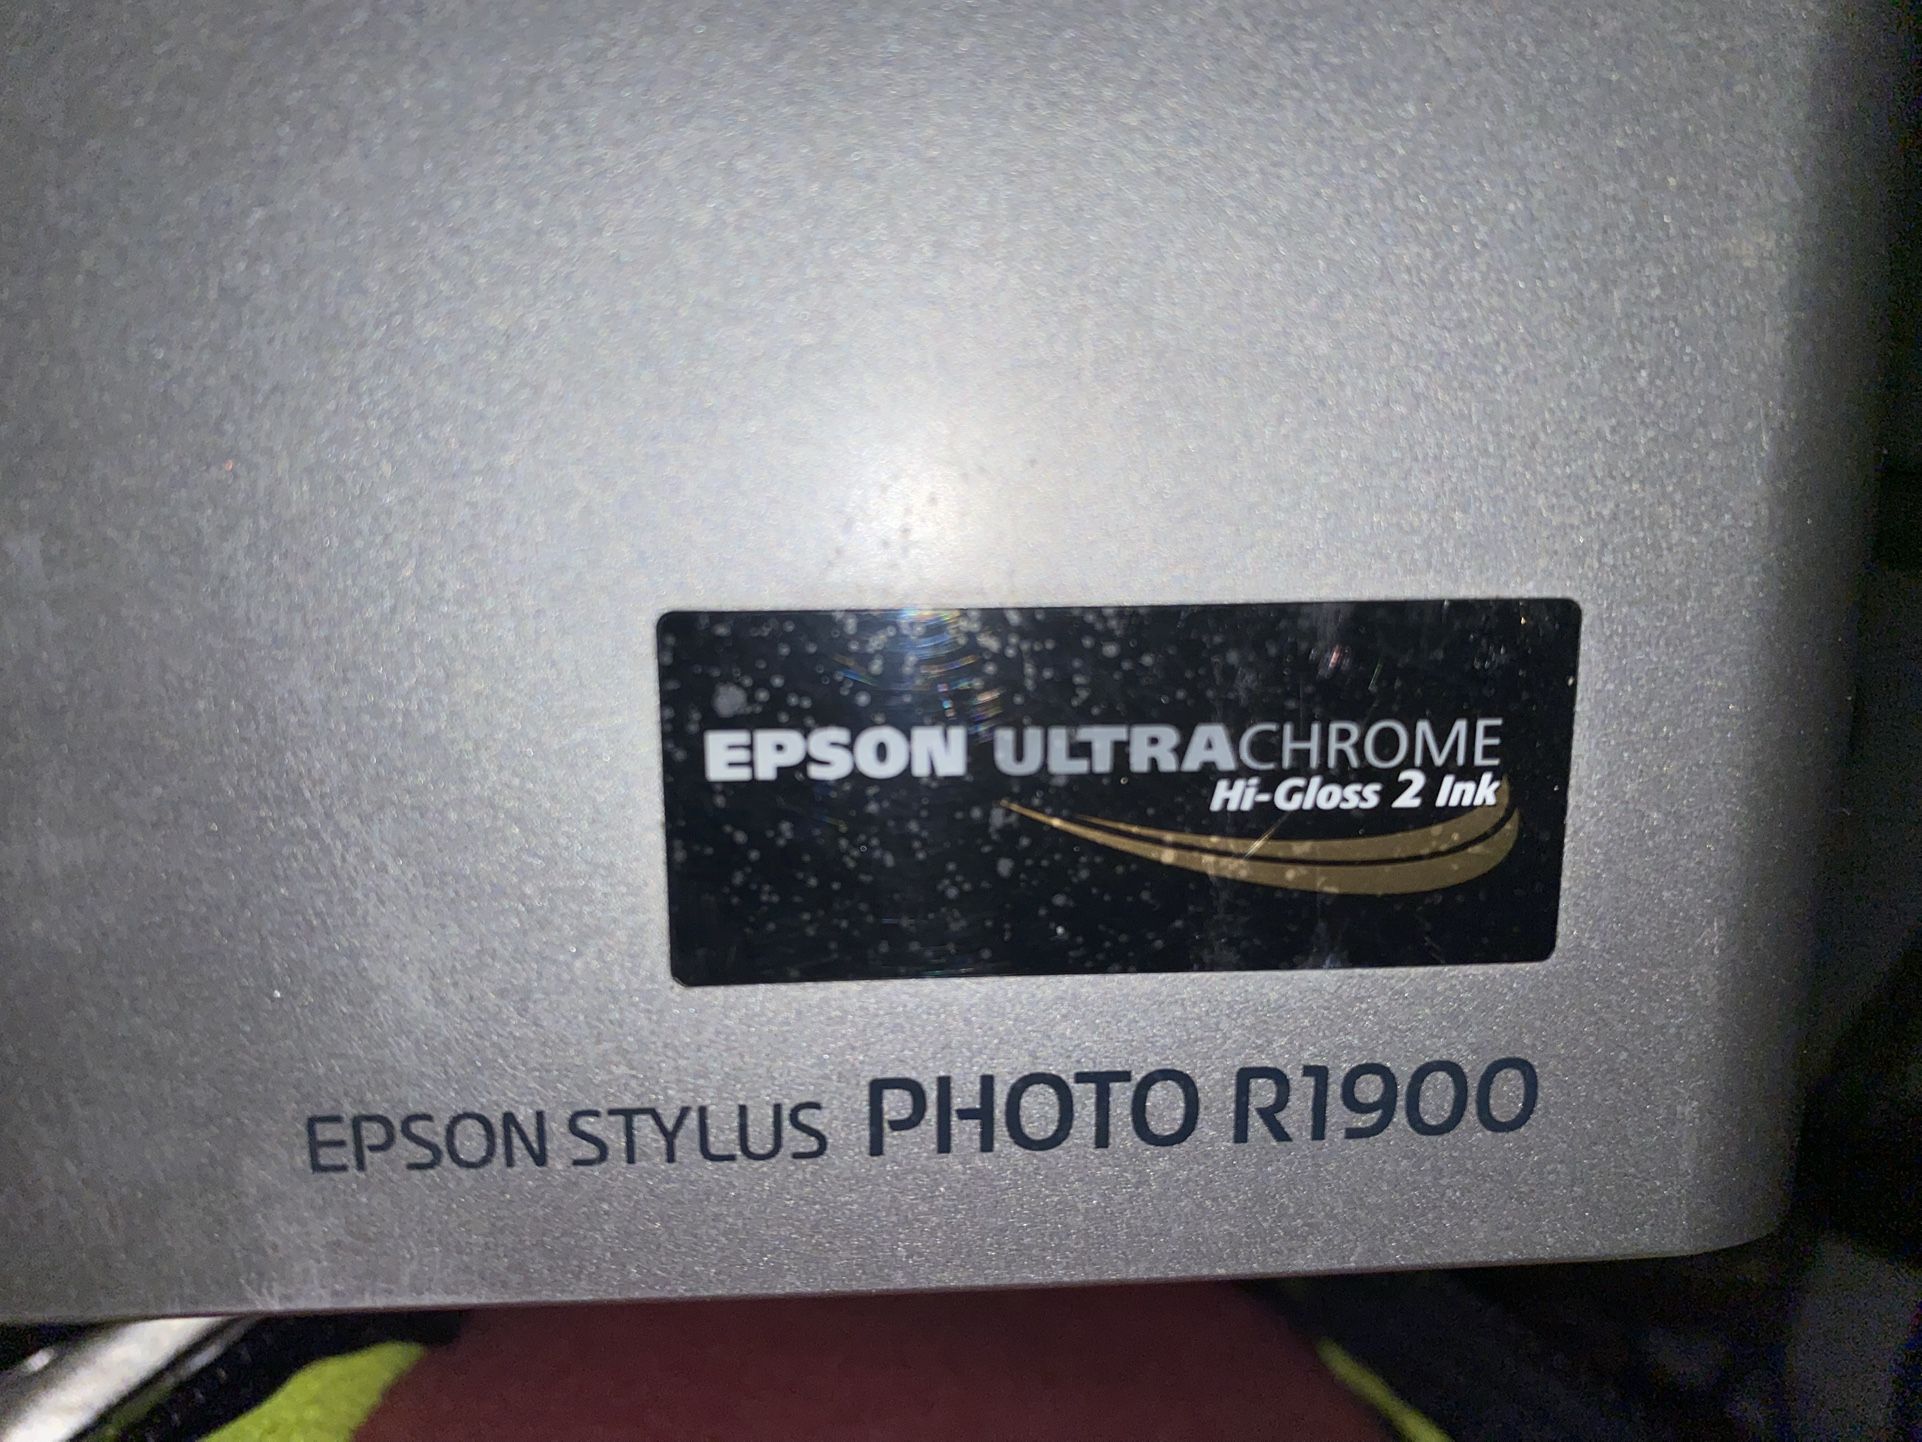 EPSON ULTRACHROME
Hi-Gloss 2 Ink
EPSON STYLUS PHOTO R1900